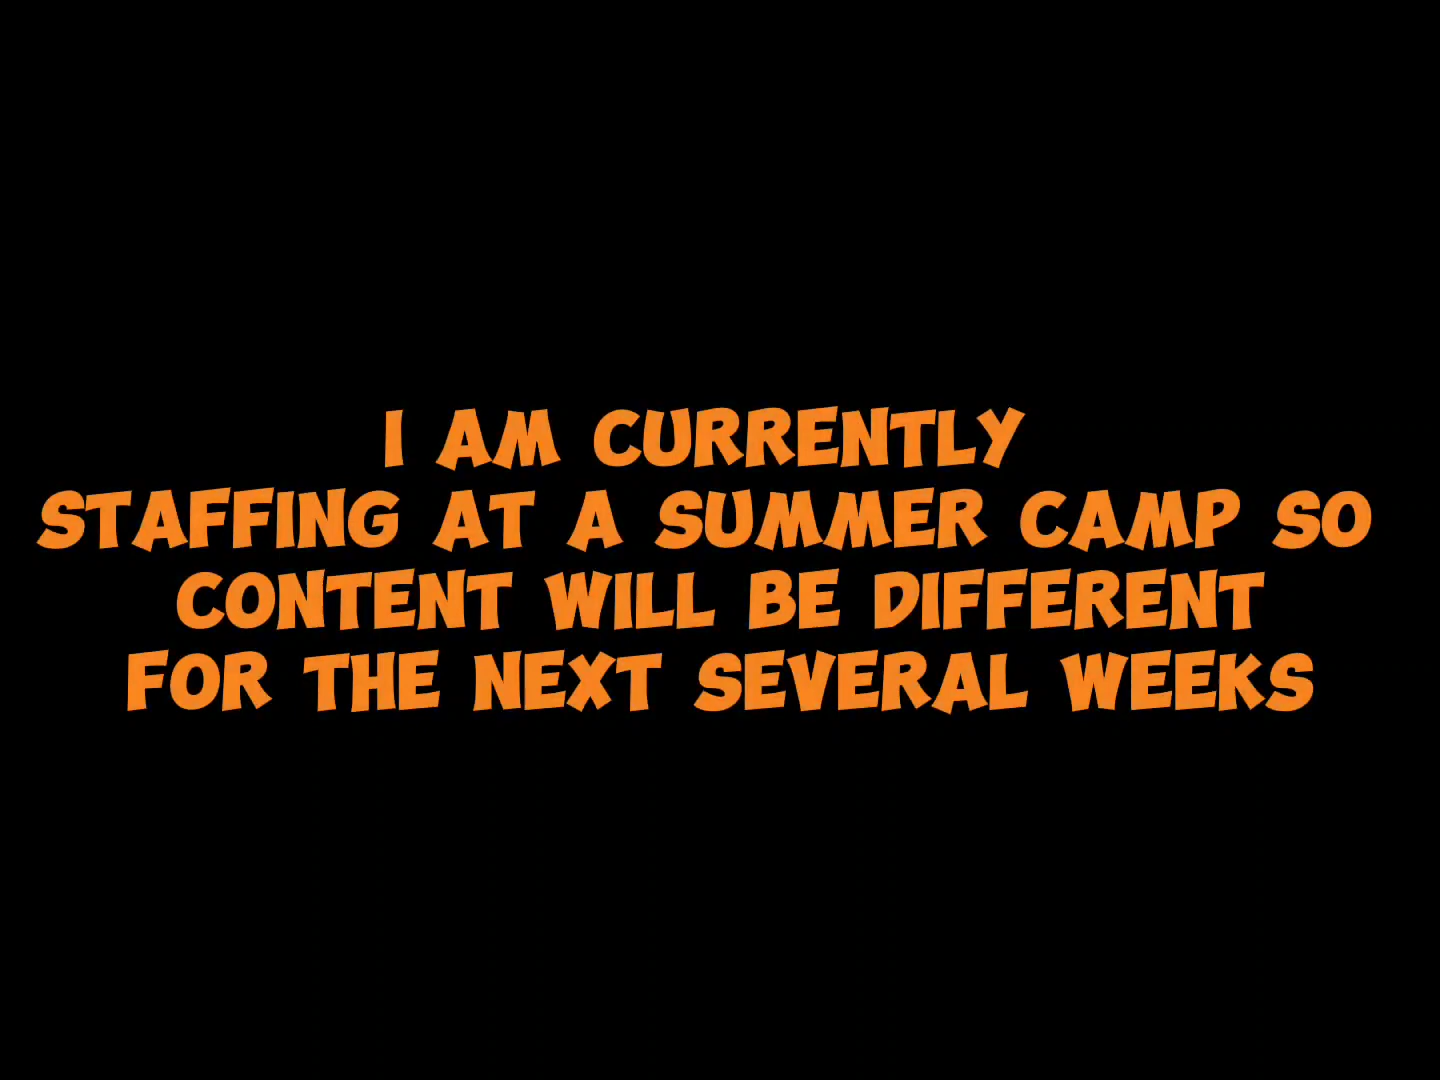 I AM CURRENTLY
STAFFING AT A SUMMER CAMP SO
CONTENT WILL BE DIFFERENT
FOR THE NEXT SEVERAL WEEKS